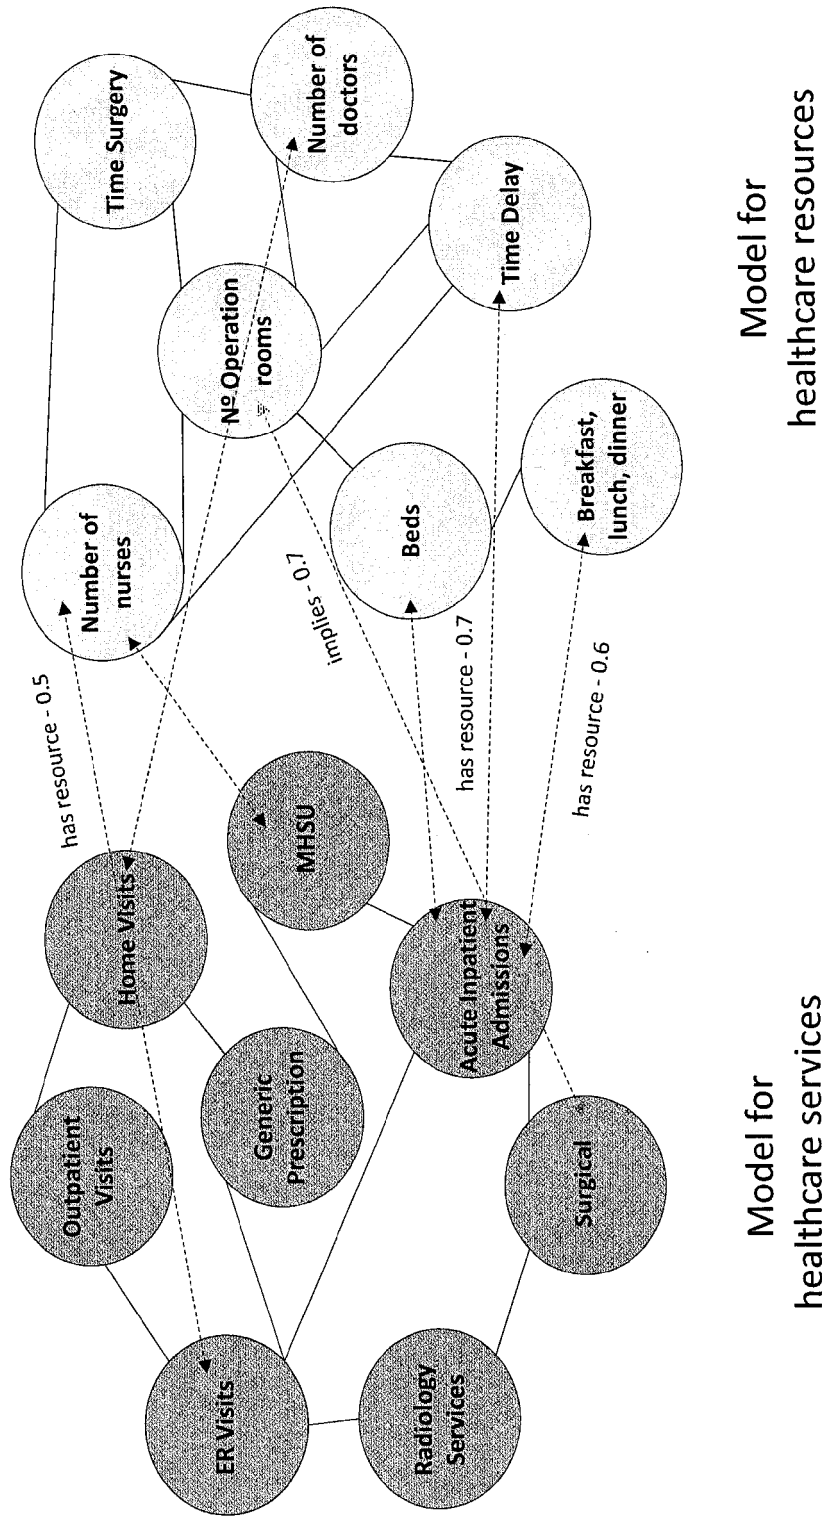 Outpatient
Visits
Home Visits
has resource - 0.5
Number of
nurses
Time Surgery
ER Visits
Generic
Prescription
MHSU
implies - 0.7
Nº Operation
rooms
Number of
doctors
Radiology
Services
Acute Inpatient
Admissions
has resource - 0.7
Beds
Time Delay
Surgical
has resource - 0.6
Breakfast,
lunch, dinner
Model for
healthcare services
Model for
healthcare resources